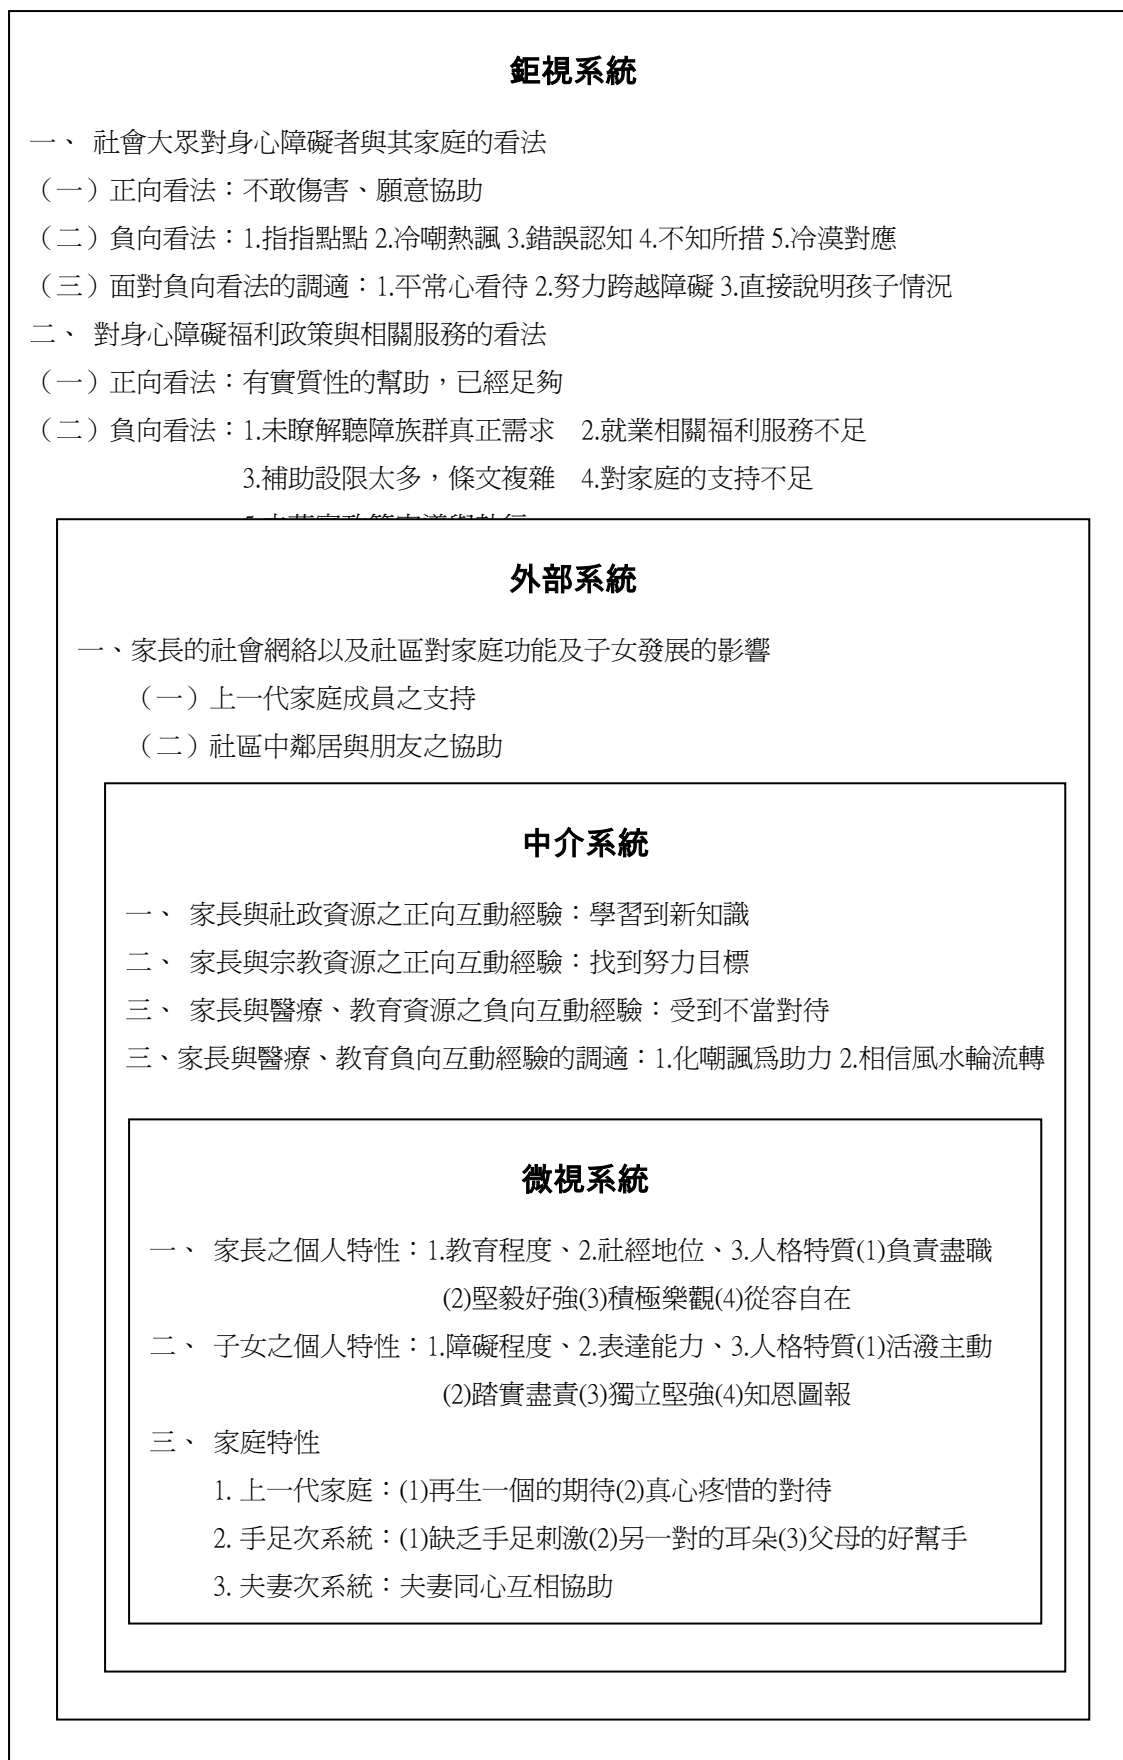 鉅視系統
一、 社會大眾對身心障礙者與其家庭的看法
（一）正向看法：不敢傷害、願意協助
（二）負向看法：1.指指點點 2.冷嘲熱諷 3.錯誤認知 4.不知所措 5.冷漠對應
（三）面對負向看法的調適：1.平常心看待 2.努力跨越障礙 3.直接說明孩子情況
二、 對身心障礙福利政策與相關服務的看法
（一）正向看法：有實質性的幫助，已經足夠
（二）負向看法：1.未瞭解聽障族群真正需求 2.就業相關福利服務不足
3.補助設限太多，條文複雜 4.對家庭的支持不足
外部系統
一、家長的社會網絡以及社區對家庭功能及子女發展的影響
（一）上一代家庭成員之支持
（二）社區中鄰居與朋友之協助
中介系統
一、 家長與社政資源之正向互動經驗：學習到新知識
二、 家長與宗教資源之正向互動經驗：找到努力目標
三、 家長與醫療、教育資源之負向互動經驗：受到不當對待
三、家長與醫療、教育負向互動經驗的調適：1.化嘲諷爲助力 2.相信風水輪流轉
微視系統
一、 家長之個人特性：1.教育程度、2.社經地位、3.人格特質(1)負責盡職
(2)堅毅好強(3)積極樂觀(4)從容自在
二、 子女之個人特性：1.障礙程度、2.表達能力、3.人格特質(1)活潑主動
(2)踏實盡責(3)獨立堅強(4)知恩圖報
三、 家庭特性
1. 上一代家庭：(1)再生一個的期待(2)真心疼惜的對待
2. 手足次系統：(1)缺乏手足刺激(2)另一對的耳朵(3)父母的好幫手
3. 夫妻次系統：夫妻同心互相協助